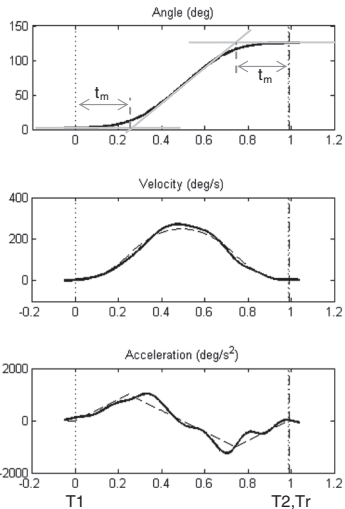 Angle (deg)
150
100
50
0
tm
tm
0 0.2 0.4 0.6 0.8 1 1.2
Velocity (deg/s)
400
200
0
-0.2 0 0.2 0.4 0.6 0.8 1 1.2
Acceleration (deg/s²)
2000
0
-2000
-0.2 0 0.2 0.4 0.6 0.8 1 1.2
T1 T2,Tr